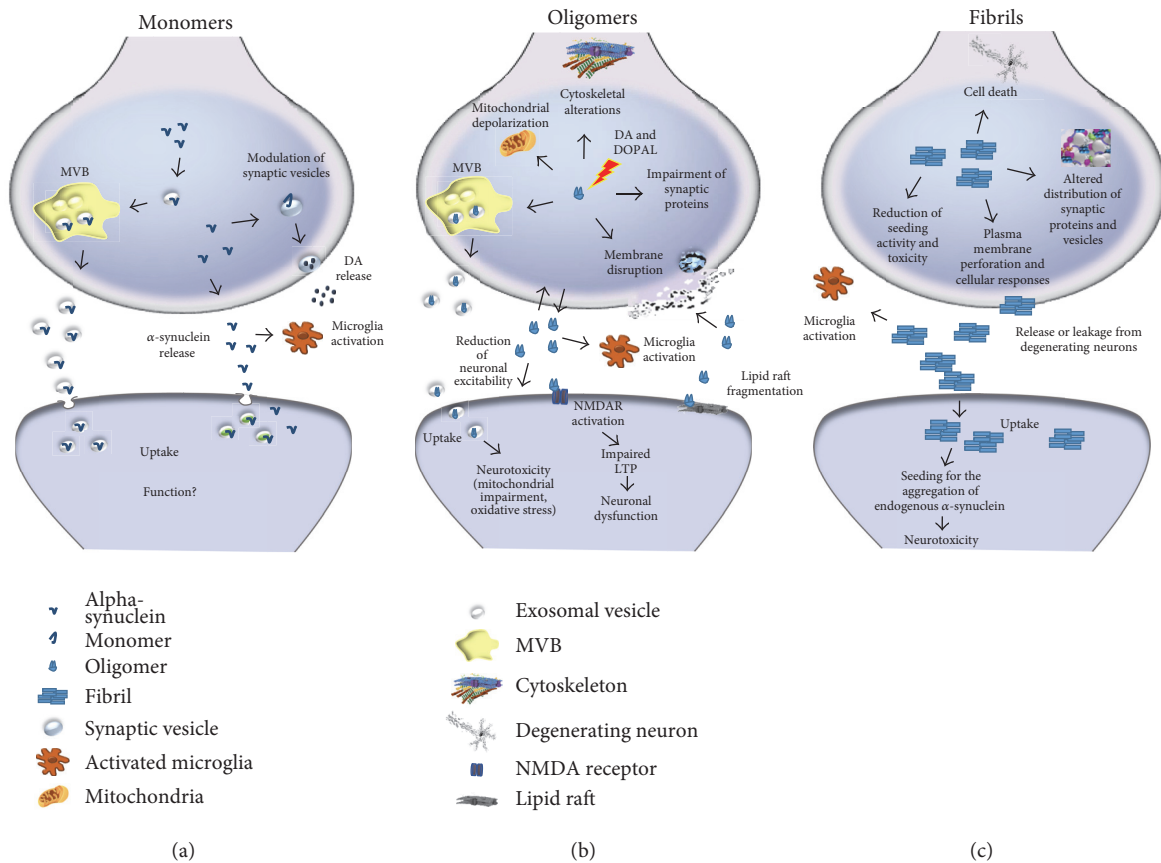 Monomers
MVB
Modulation of
synaptic vesicles
DA
release
α-synuclein
release
Microglia
activation
Uptake
Function?
Oligomers
Cytoskeletal
alterations
Mitochondrial
depolarization
DA and
DOPAL
MVB
Impairment of
synaptic
proteins
Membrane
disruption
Reduction
of
neuronal
excitability
Microglia
activation
Lipid raft
fragmentation
NMDAR
activation
Uptake
Impaired
LTP
Neurotoxicity
(mitochondrial
impairment,
oxidative stress)
Neuronal
dysfunction
Fibrils
Cell death
Reduction of
seeding
activity and
toxicity
Plasma
membrane
perforation and
cellular responses
Altered
distribution of
synaptic
proteins and
vesicles
Microglia
activation
Release or leakage from
degenerating neurons
Uptake
Seeding for the
aggregation of
endogenous α-synuclein
Neurotoxicity
Alpha-
synuclein
Monomer
Oligomer
Fibril
Synaptic vesicle
Activated microglia
Mitochondria
Exosomal vesicle
MVB
Cytoskeleton
Degenerating neuron
NMDA receptor
Lipid raft
(a)
(b)
(c)